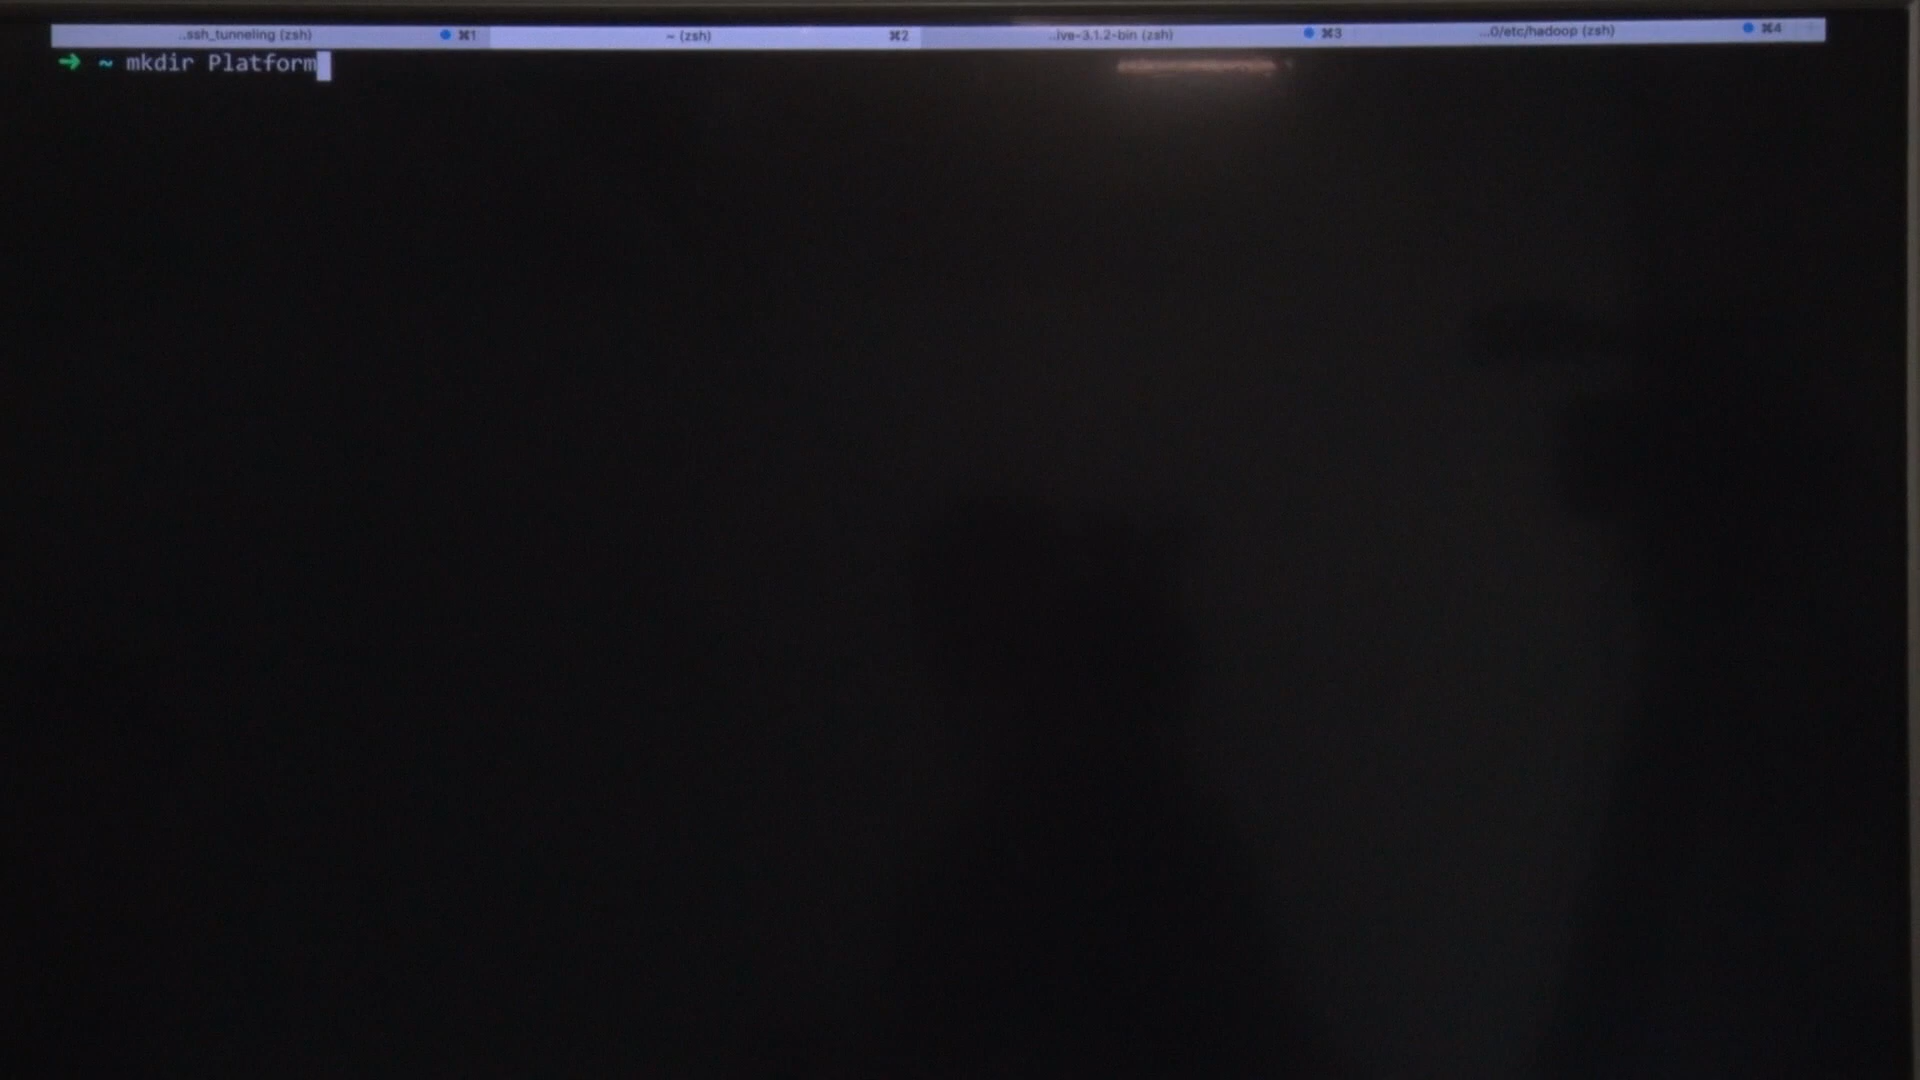 ..ssh_tunneling (zsh) ⌘1 ~ (zsh) ⌘2 ..ive-3.1.2-bin (zsh) ⌘3 ...0/etc/hadoop (zsh) ⌘4
➜ ~ mkdir Platform